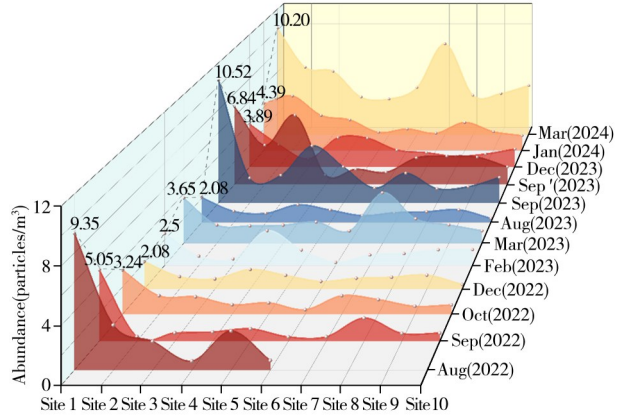 10.20
10.52
6.84
4.39
3.89
3.65
2.08
2.5
12
9.35
5.05
3.24
2.08
8
4
0
Abundance(particles/m³)
Mar(2024)
Jan(2024)
Dec(2023)
Sep '(2023)
Sep(2023)
Aug(2023)
Mar(2023)
Feb(2023)
Dec(2022)
Oct(2022)
Sep(2022)
Aug(2022)
Site 1 Site 2 Site 3 Site 4 Site 5 Site 6 Site 7 Site 8 Site 9 Site10